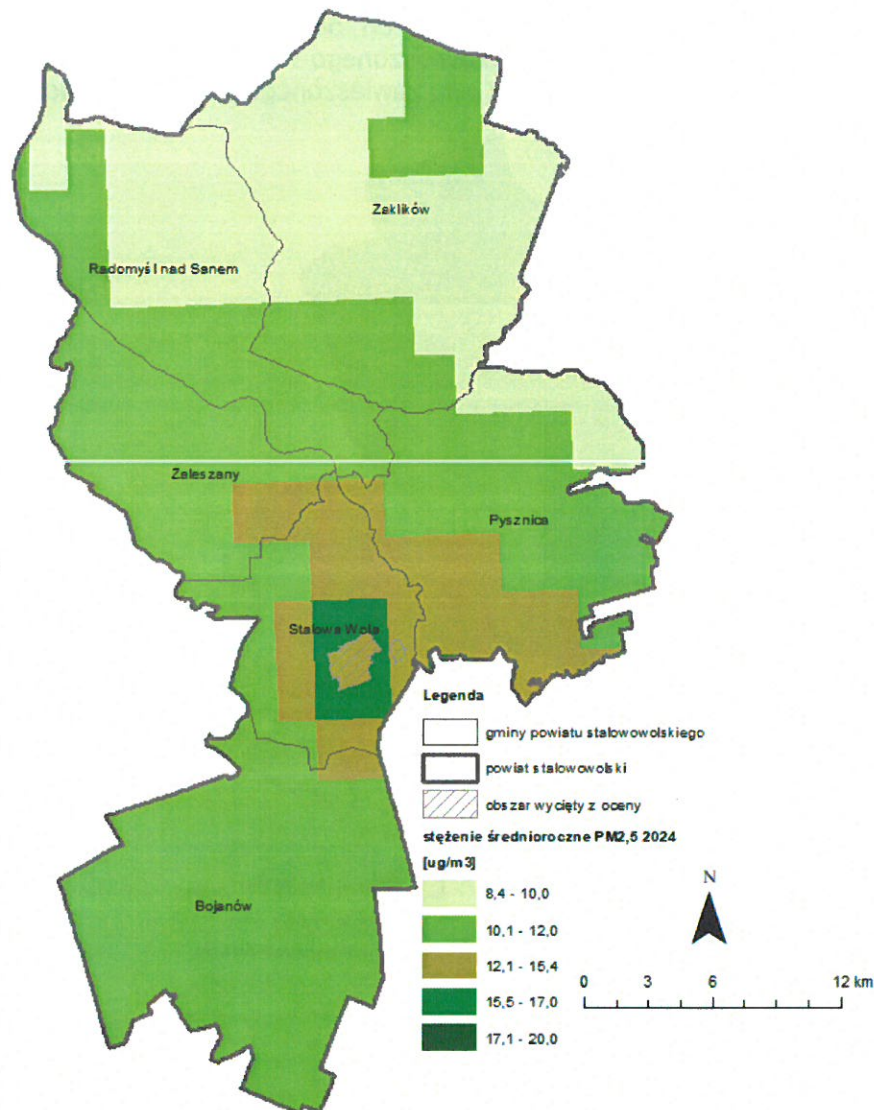 zonego
wieszoneg
Zaklików
Radomyśl nad Sanem
Zaleszany
Pysznica
Stalowa Wola
Bojanów
Legenda
gminy powiatu stalowowolskiego
powiat stalowowolski
obszar wycięty z oceny
stężenie średnioroczne PM2,5 2024
[ug/m3]
8,4 - 10,0
10,1 - 12,0
12,1 - 15,4
15,5 - 17,0
17,1 - 20,0
N
0 3 6 12 km